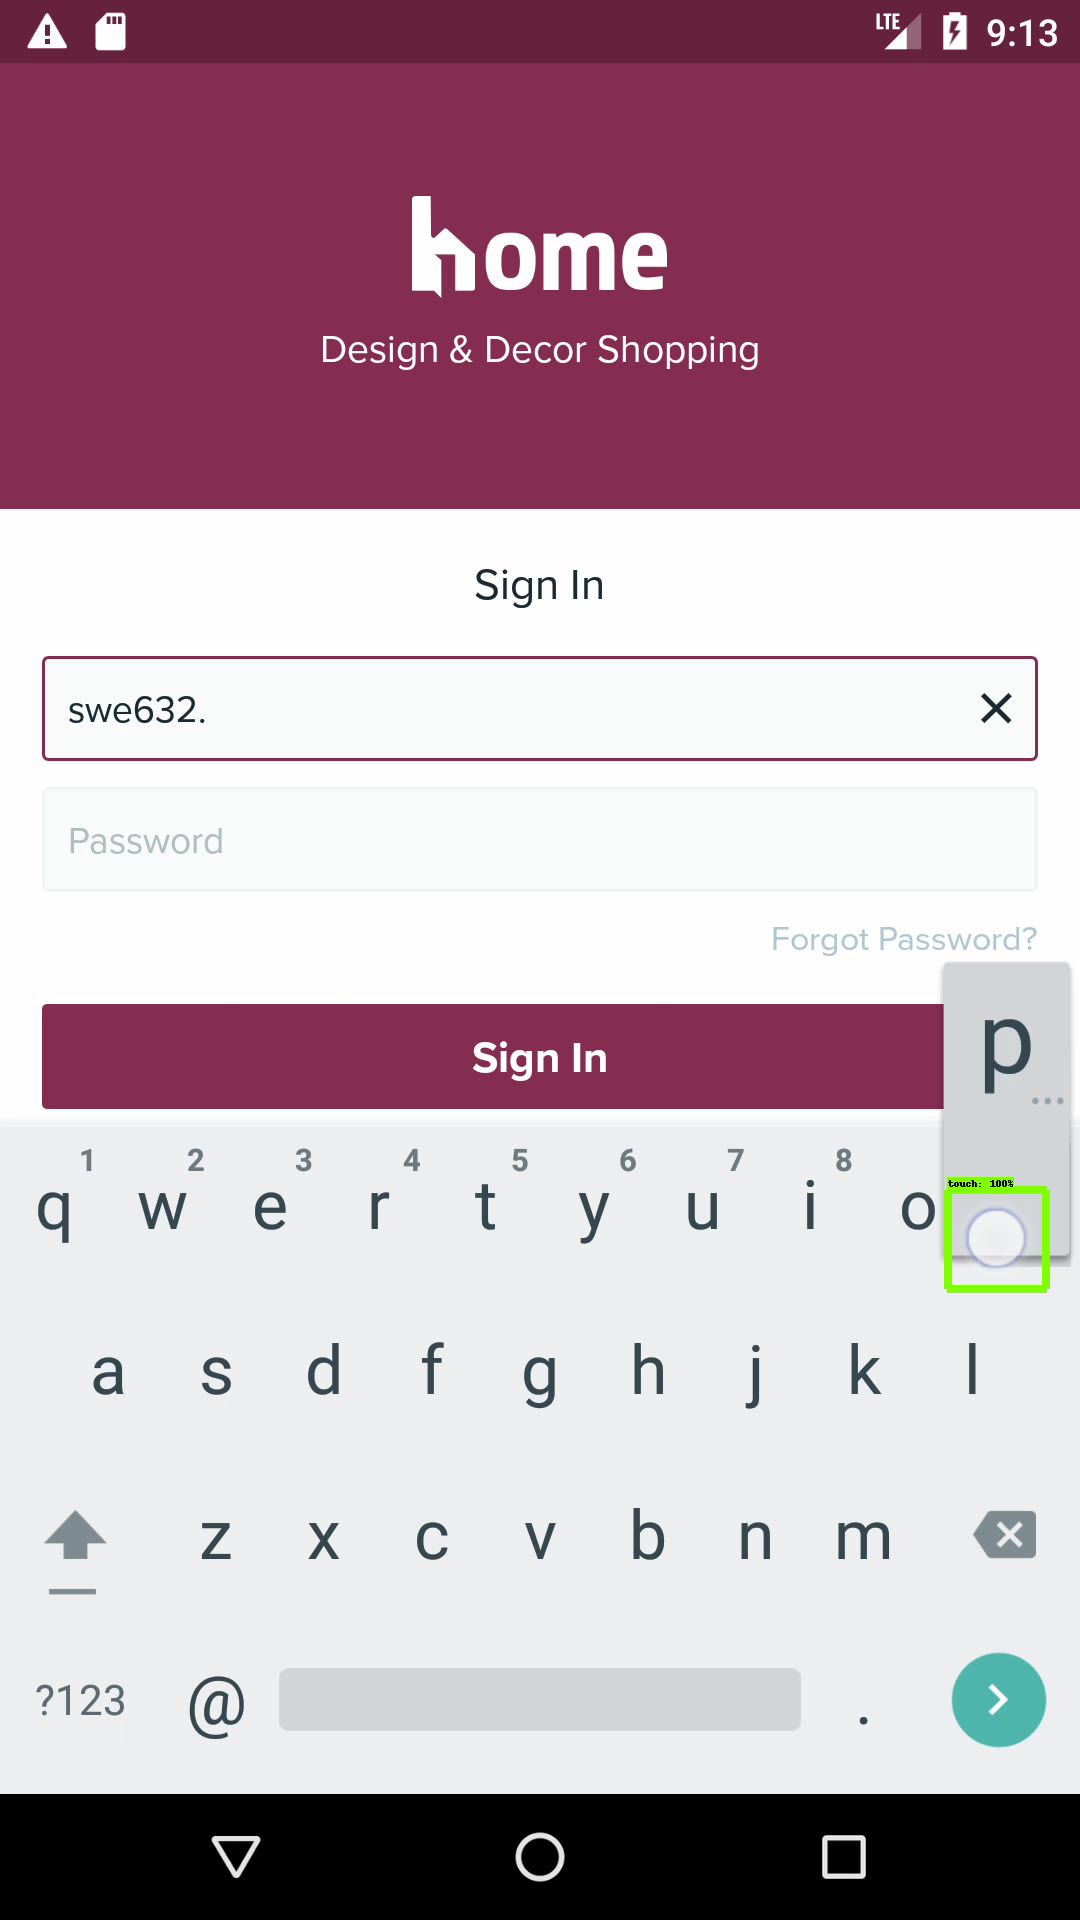 LTE 9:13
home
Design & Decor Shopping
Sign In
swe632.
Password
Forgot Password?
Sign In
p
...
1 2 3 4 5 6 7 8
q w e r t y u i o
touch: 100%
a s d f g h j k l
z x c v b n m
?123 @ .